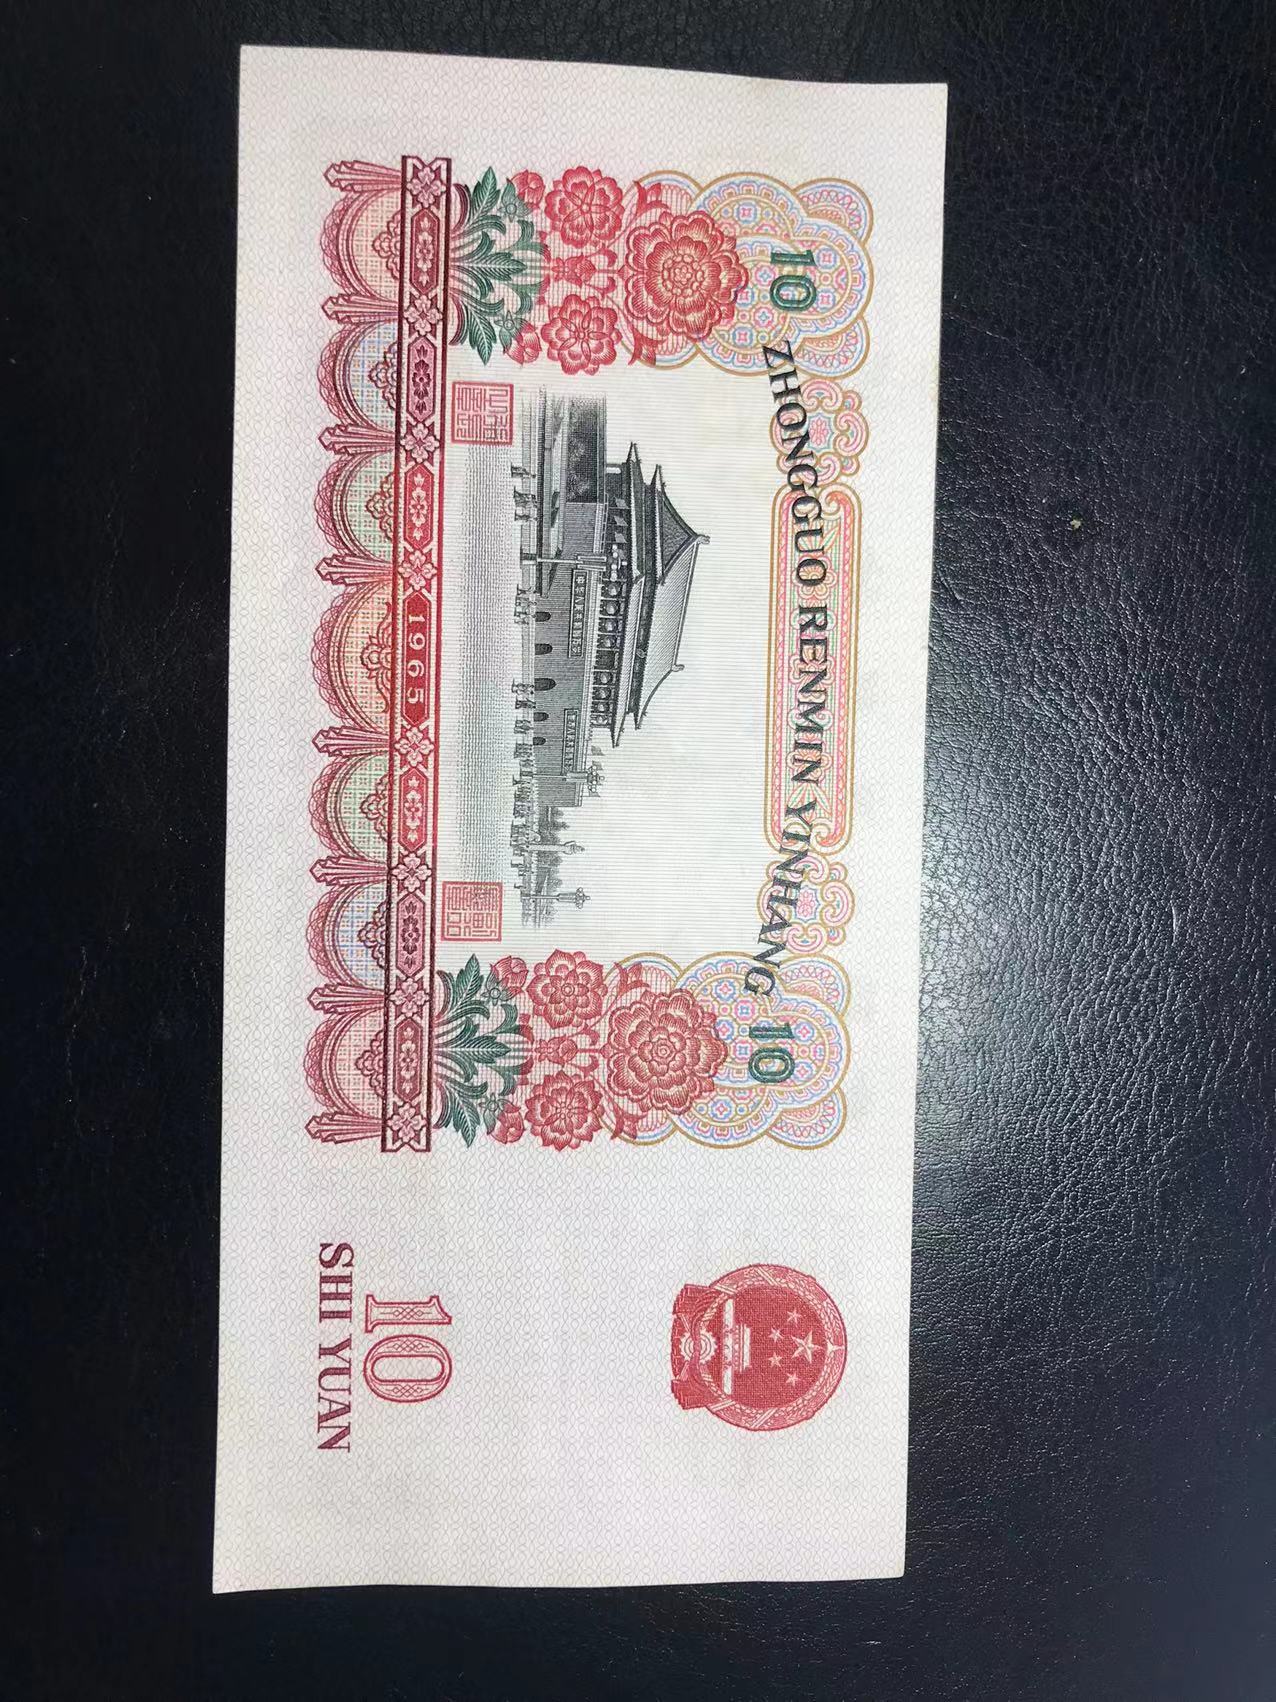 10 ZHONGGUO RENMIN YINHANG 10
1965
10
SHI YUAN